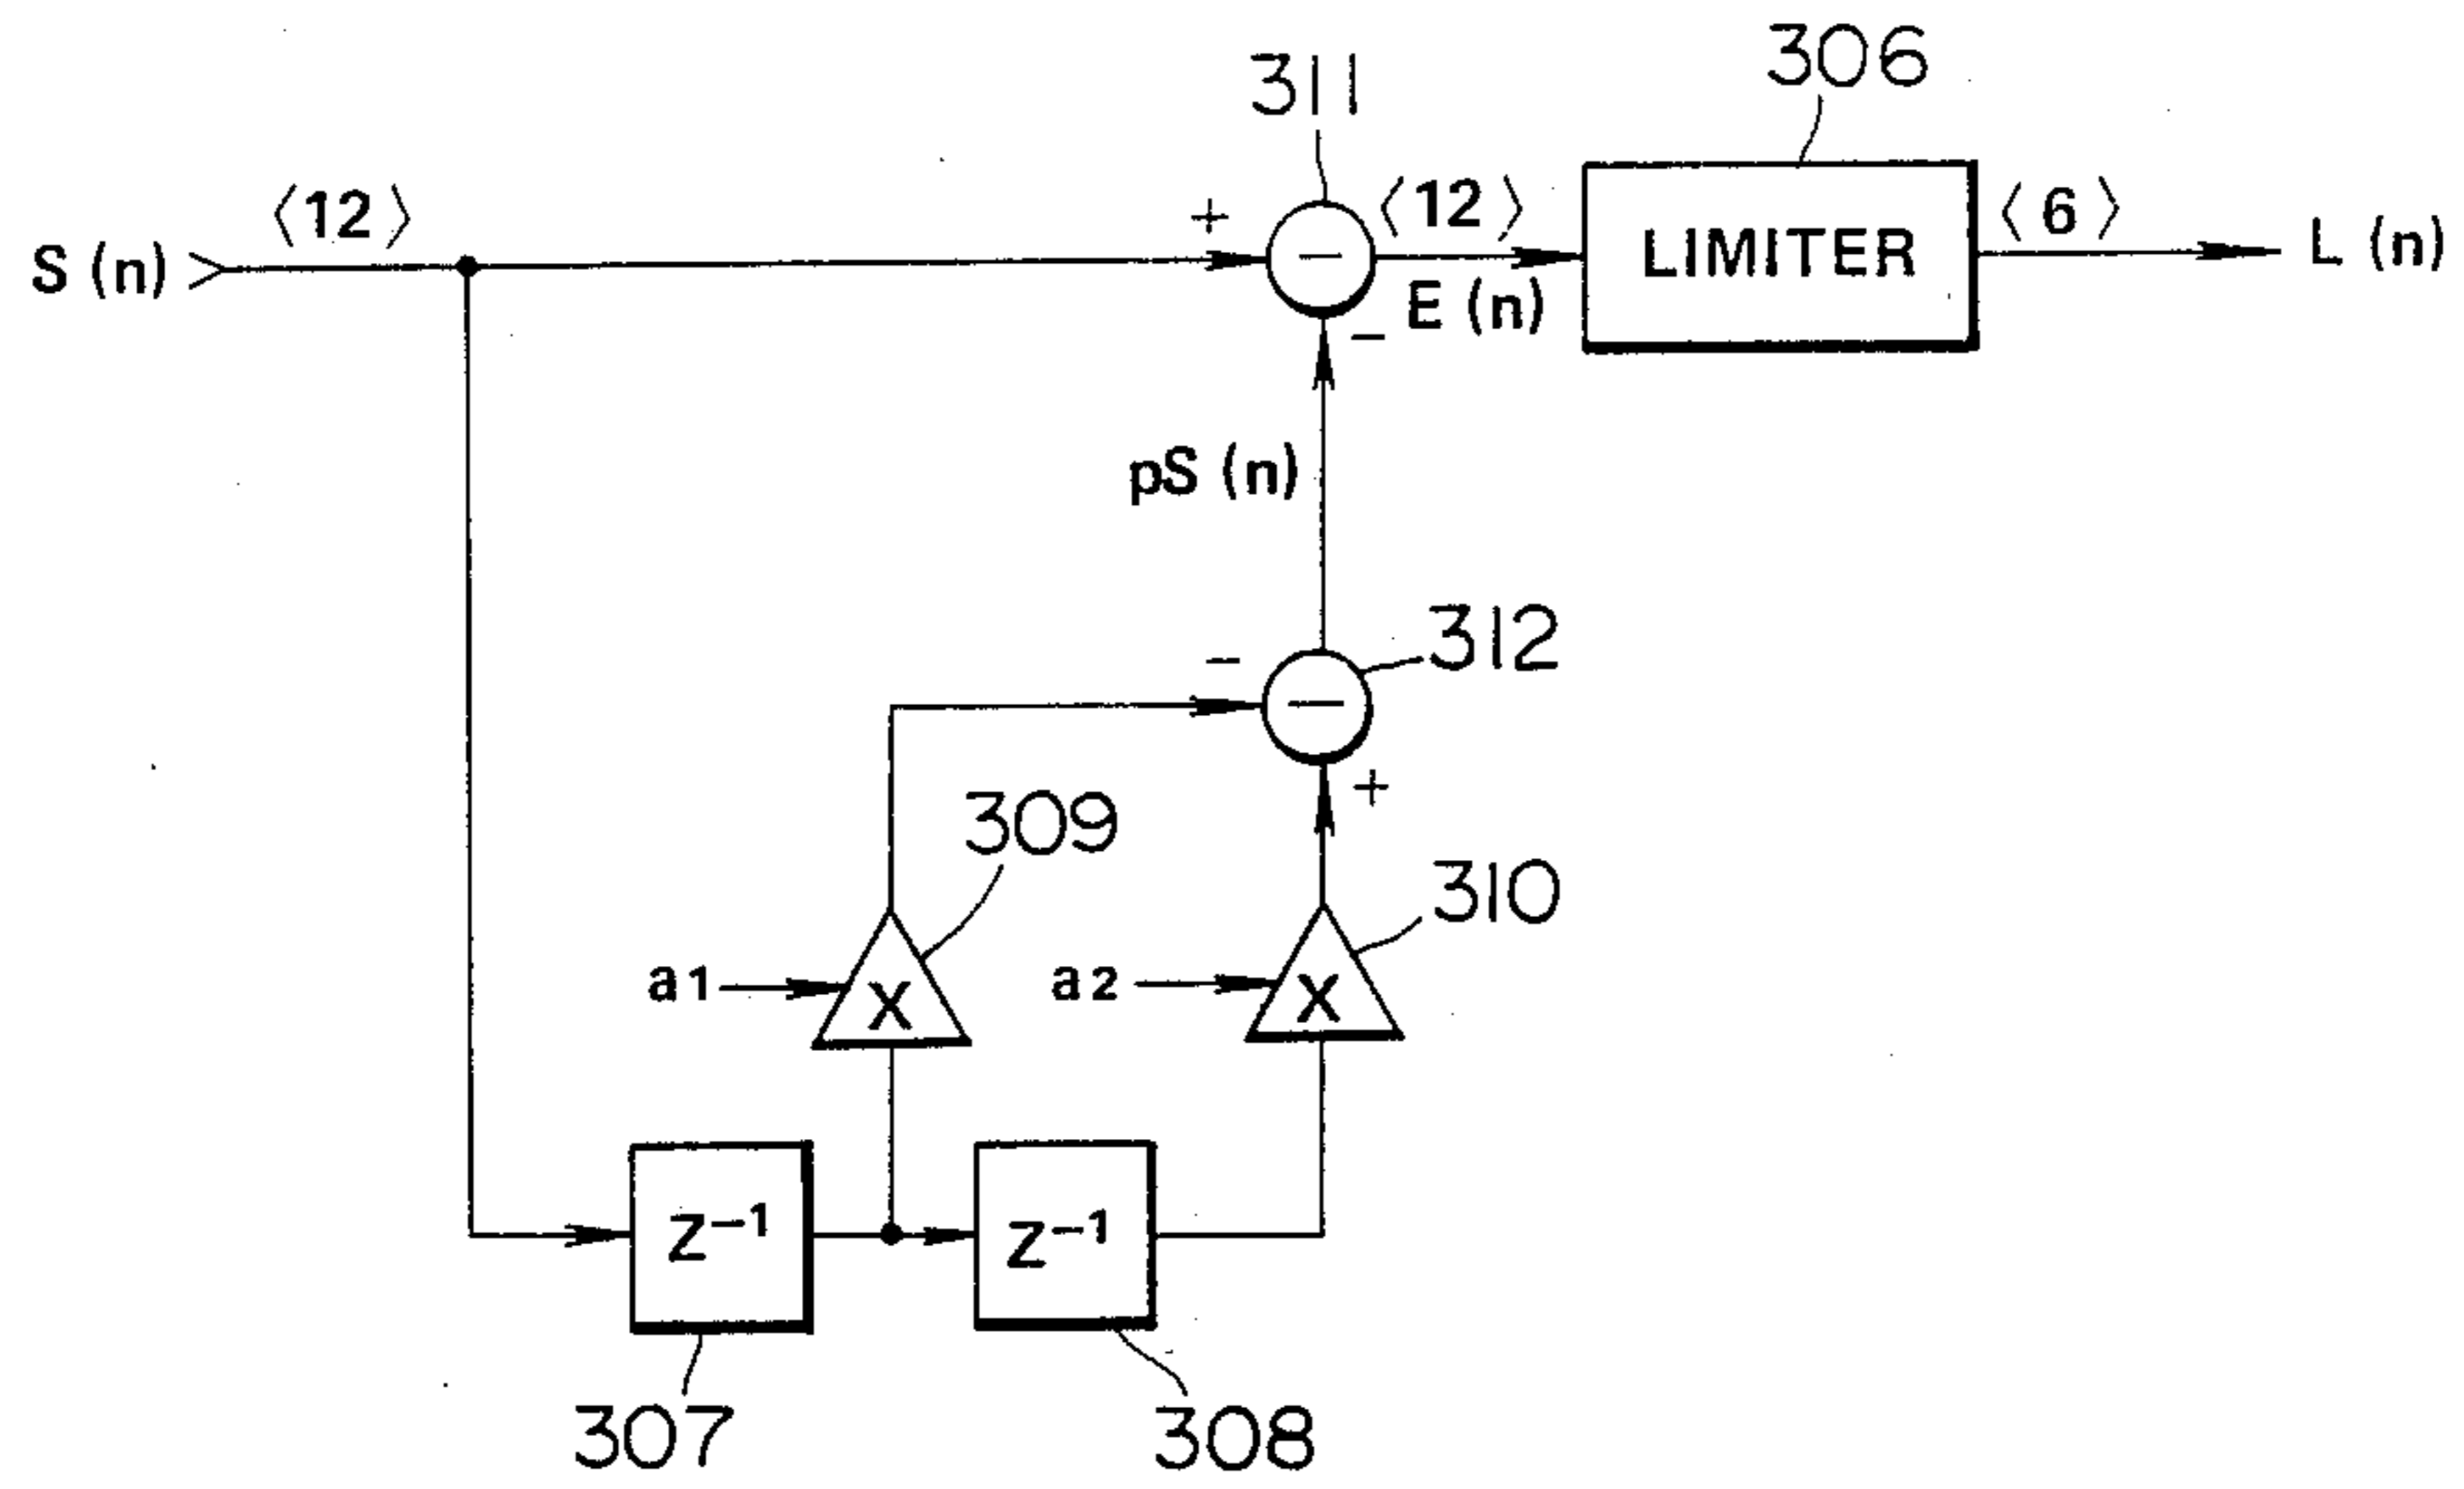 306
311
⟨12⟩
+
⟨12⟩
⟨6⟩
S (n)
−
LIMITER
L (n)
E (n)
−
pS (n)
312
−
−
+
309
310
a1
X
a2
X
Z⁻¹
Z⁻¹
307
308